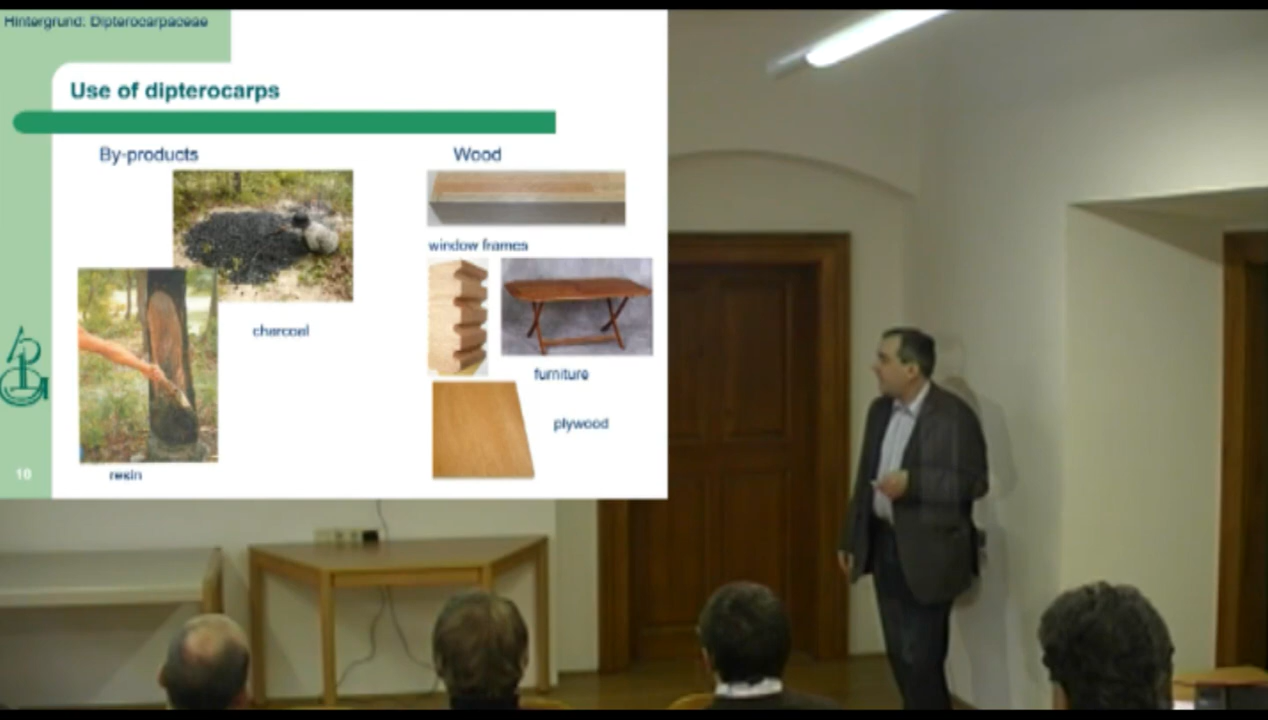 Hintergrund: Dipterocarpaceae
Use of dipterocarps
By-products
Wood
window frames
charcoal
furniture
plywood
10
resin